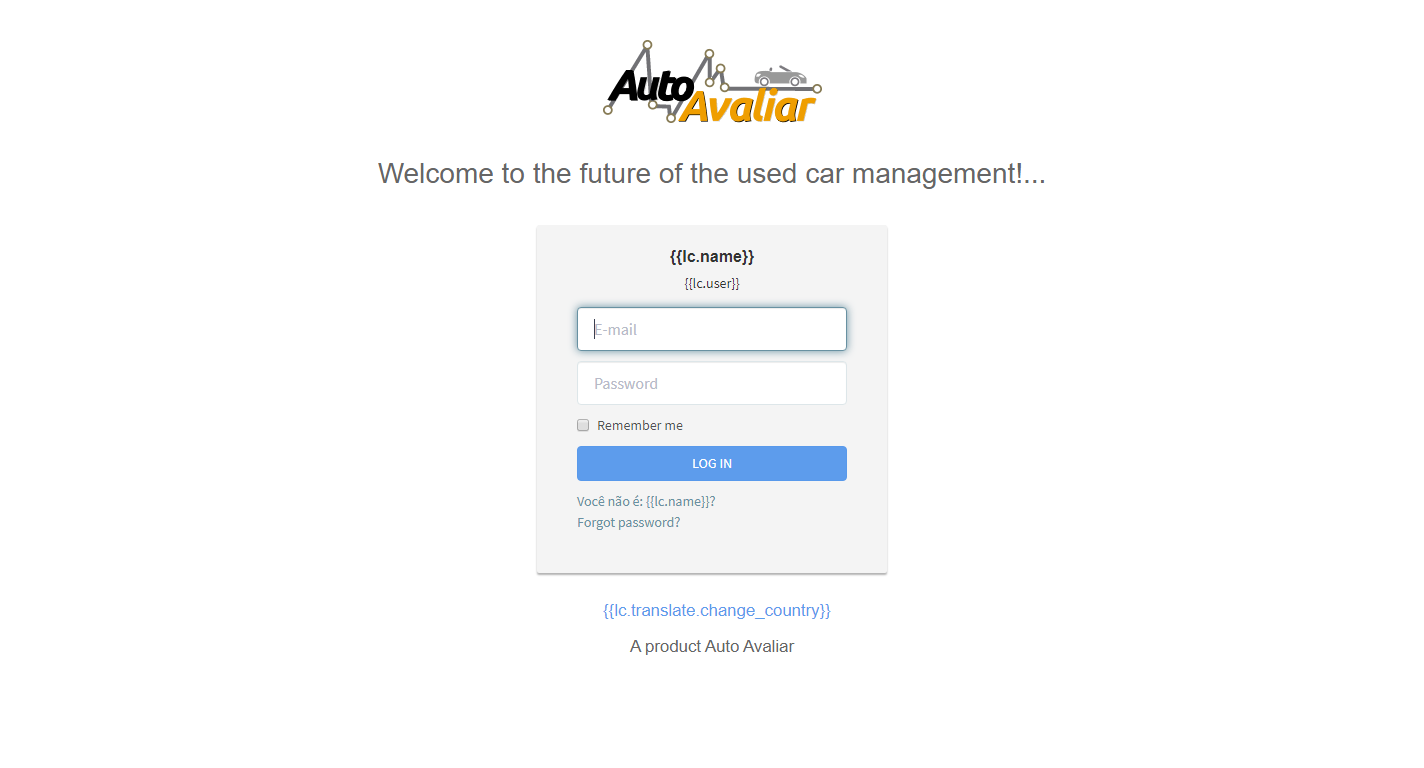 Auto
Avaliar
Welcome to the future of the used car management!...
{{lc.name}}
{{lc.user}}
E-mail
Password
Remember me
LOG IN
Você não é: {{lc.name}}?
Forgot password?
{{lc.translate.change_country}}
A product Auto Avaliar